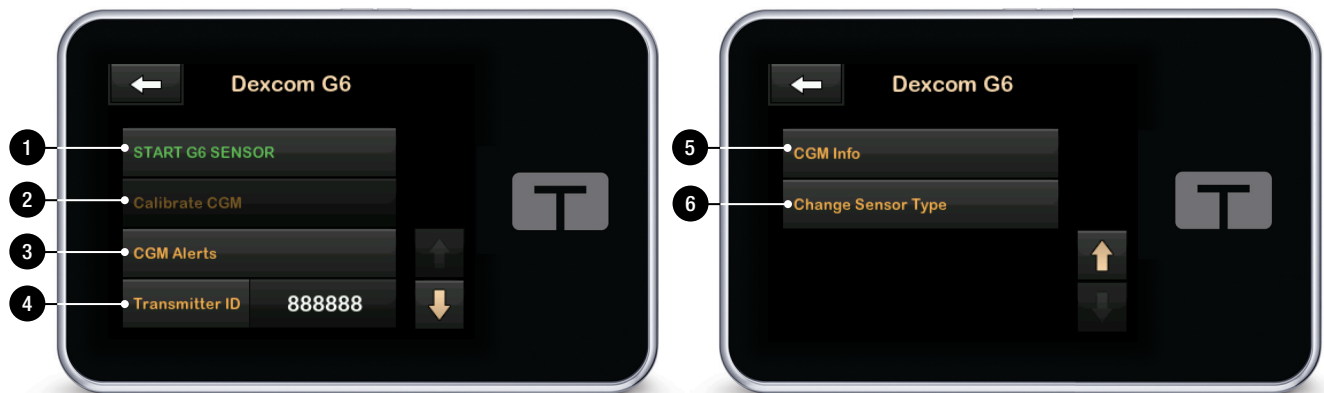 Dexcom G6
1 START G6 SENSOR
2 Calibrate CGM
3 CGM Alerts
4 Transmitter ID 888888
Dexcom G6
5 CGM Info
6 Change Sensor Type